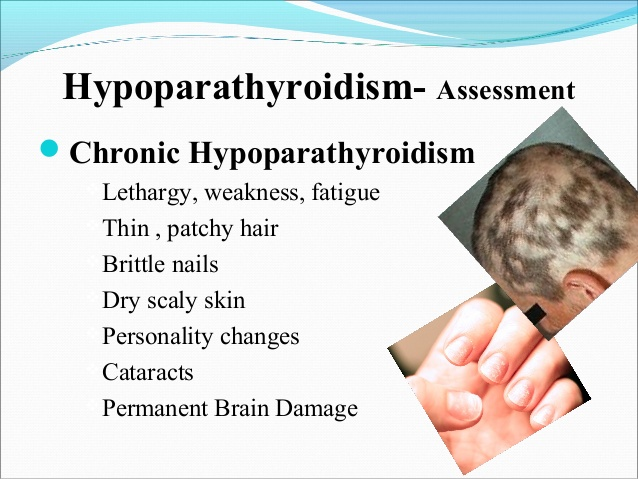 Hypoparathyroidism- Assessment
Chronic Hypoparathyroidism
Lethargy, weakness, fatigue
Thin , patchy hair
Brittle nails
Dry scaly skin
Personality changes
Cataracts
Permanent Brain Damage